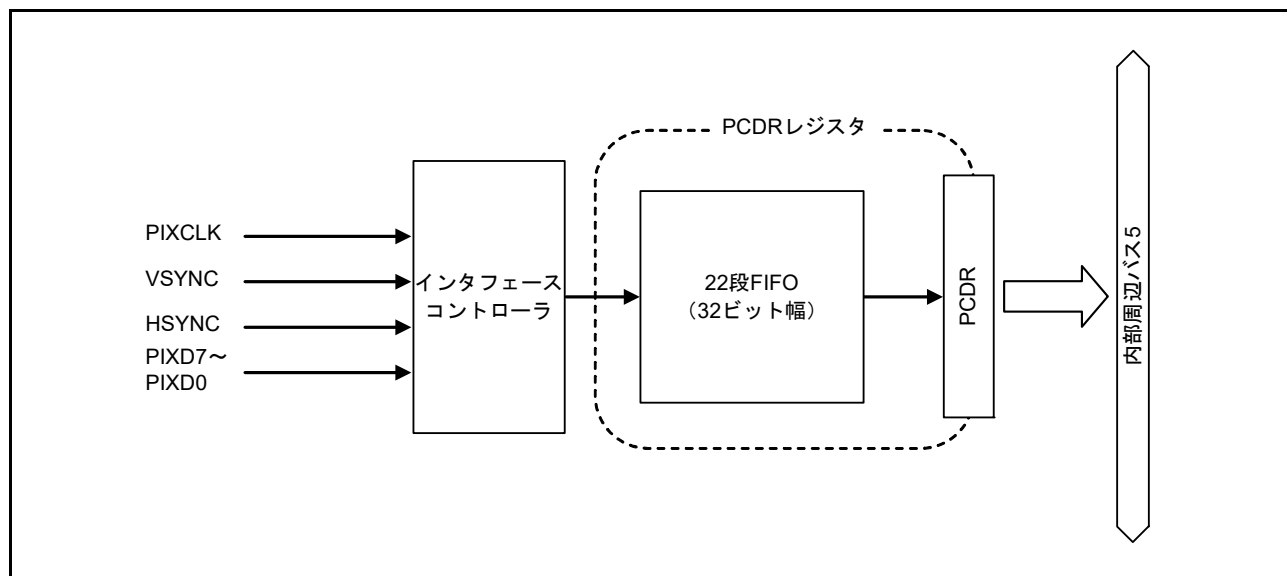 PCDRレジスタ
PIXCLK
VSYNC
HSYNC
PIXD7～
PIXD0
インタフェース
コントローラ
22段FIFO
（32ビット幅）
PCDR
内部周辺バス5